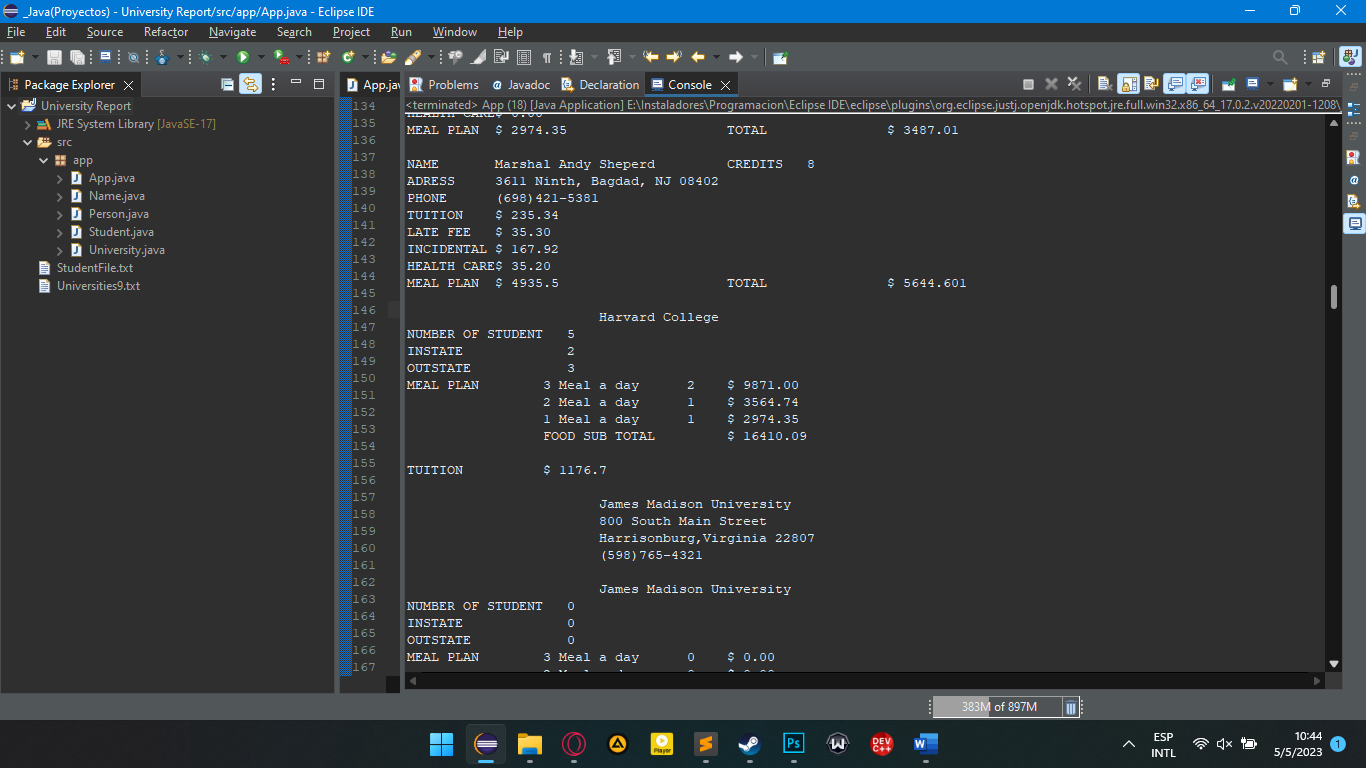 _Java(Proyectos) - University Report/src/app/App.java - Eclipse IDE
File Edit Source Refactor Navigate Search Project Run Window Help
Package Explorer
App.jav
Problems Javadoc Declaration Console
<terminated> App (18) [Java Application] E:\Instaladores\Programacion\Eclipse IDE\eclipse\plugins\org.eclipse.justj.openjdk.hotspot.jre.full.win32.x86_64_17.0.2.v20220201-1208\
University Report
JRE System Library [JavaSE-17]
src
app
App.java
Name.java
Person.java
Student.java
University.java
StudentFile.txt
Universities9.txt
134
135
136
137
138
139
140
141
142
143
144
145
146
147
148
149
150
151
152
153
154
155
156
157
158
159
160
161
162
163
164
165
166
167
HEALTH CARE$ 0.00
MEAL PLAN $ 2974.35 TOTAL $ 3487.01
NAME Marshal Andy Sheperd CREDITS 8
ADRESS 3611 Ninth, Bagdad, NJ 08402
PHONE (698)421-5381
TUITION $ 235.34
LATE FEE $ 35.30
INCIDENTAL $ 167.92
HEALTH CARE$ 35.20
MEAL PLAN $ 4935.5 TOTAL $ 5644.601
Harvard College
NUMBER OF STUDENT 5
INSTATE 2
OUTSTATE 3
MEAL PLAN 3 Meal a day 2 $ 9871.00
2 Meal a day 1 $ 3564.74
1 Meal a day 1 $ 2974.35
FOOD SUB TOTAL $ 16410.09
TUITION $ 1176.7
James Madison University
800 South Main Street
Harrisonburg,Virginia 22807
(598)765-4321
James Madison University
NUMBER OF STUDENT 0
INSTATE 0
OUTSTATE 0
MEAL PLAN 3 Meal a day 0 $ 0.00
383M of 897M
Player
Ps
DEV C++
W
ESP
INTL
10:44
5/5/2023
1